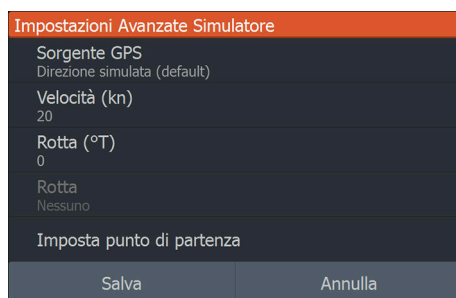 Impostazioni Avanzate Simulatore
Sorgente GPS
Direzione simulata (default)
Velocità (kn)
20
Rotta (°T)
0
Rotta
Nessuno
Imposta punto di partenza
Salva
Annulla